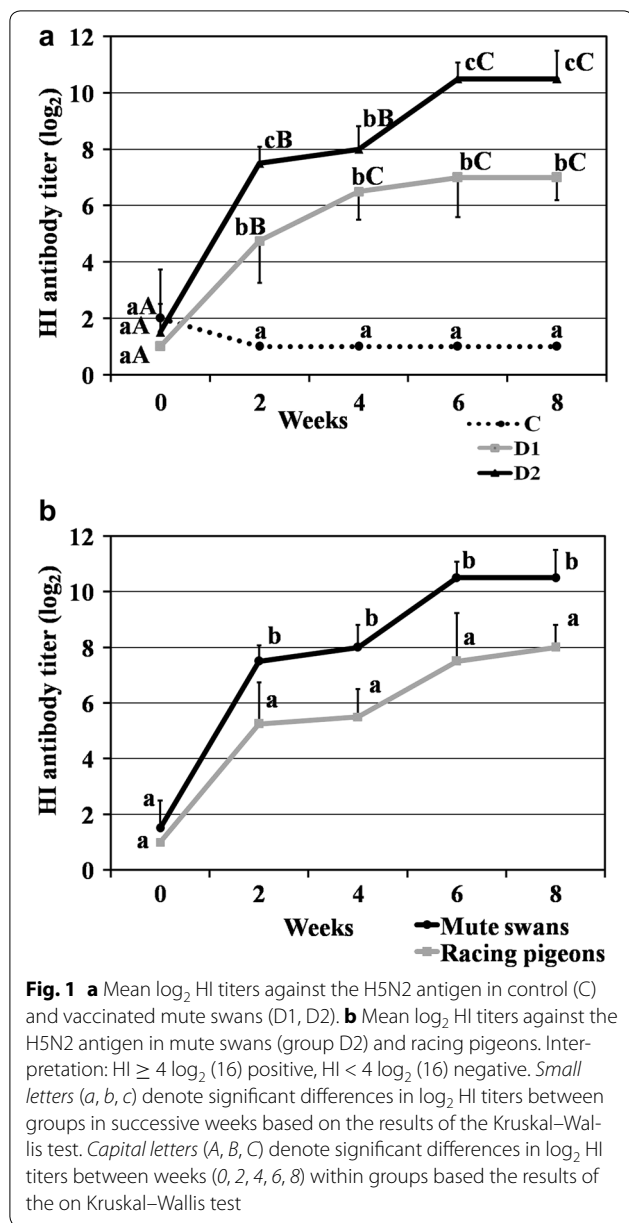 a
12
cC
cC
10
bB
8
cB
bC
bC
bC
6
bB
4
aA
2
aA
a
a
a
a
aA
0
HI antibody titer (log₂)
0
2
4
6
8
Weeks
C
D1
D2
b
12
b
b
10
b
b
8
a
a
6
a
a
4
a
2
a
0
HI antibody titer (log₂)
0
2
4
6
8
Weeks
Mute swans
Racing pigeons
Fig. 1 a Mean log₂ HI titers against the H5N2 antigen in control (C)
and vaccinated mute swans (D1, D2). b Mean log₂ HI titers against the
H5N2 antigen in mute swans (group D2) and racing pigeons. Inter-
pretation: HI ≥ 4 log₂ (16) positive, HI < 4 log₂ (16) negative. Small
letters (a, b, c) denote significant differences in log₂ HI titers between
groups in successive weeks based on the results of the Kruskal–Wal-
lis test. Capital letters (A, B, C) denote significant differences in log₂ HI
titers between weeks (0, 2, 4, 6, 8) within groups based the results of
the on Kruskal–Wallis test